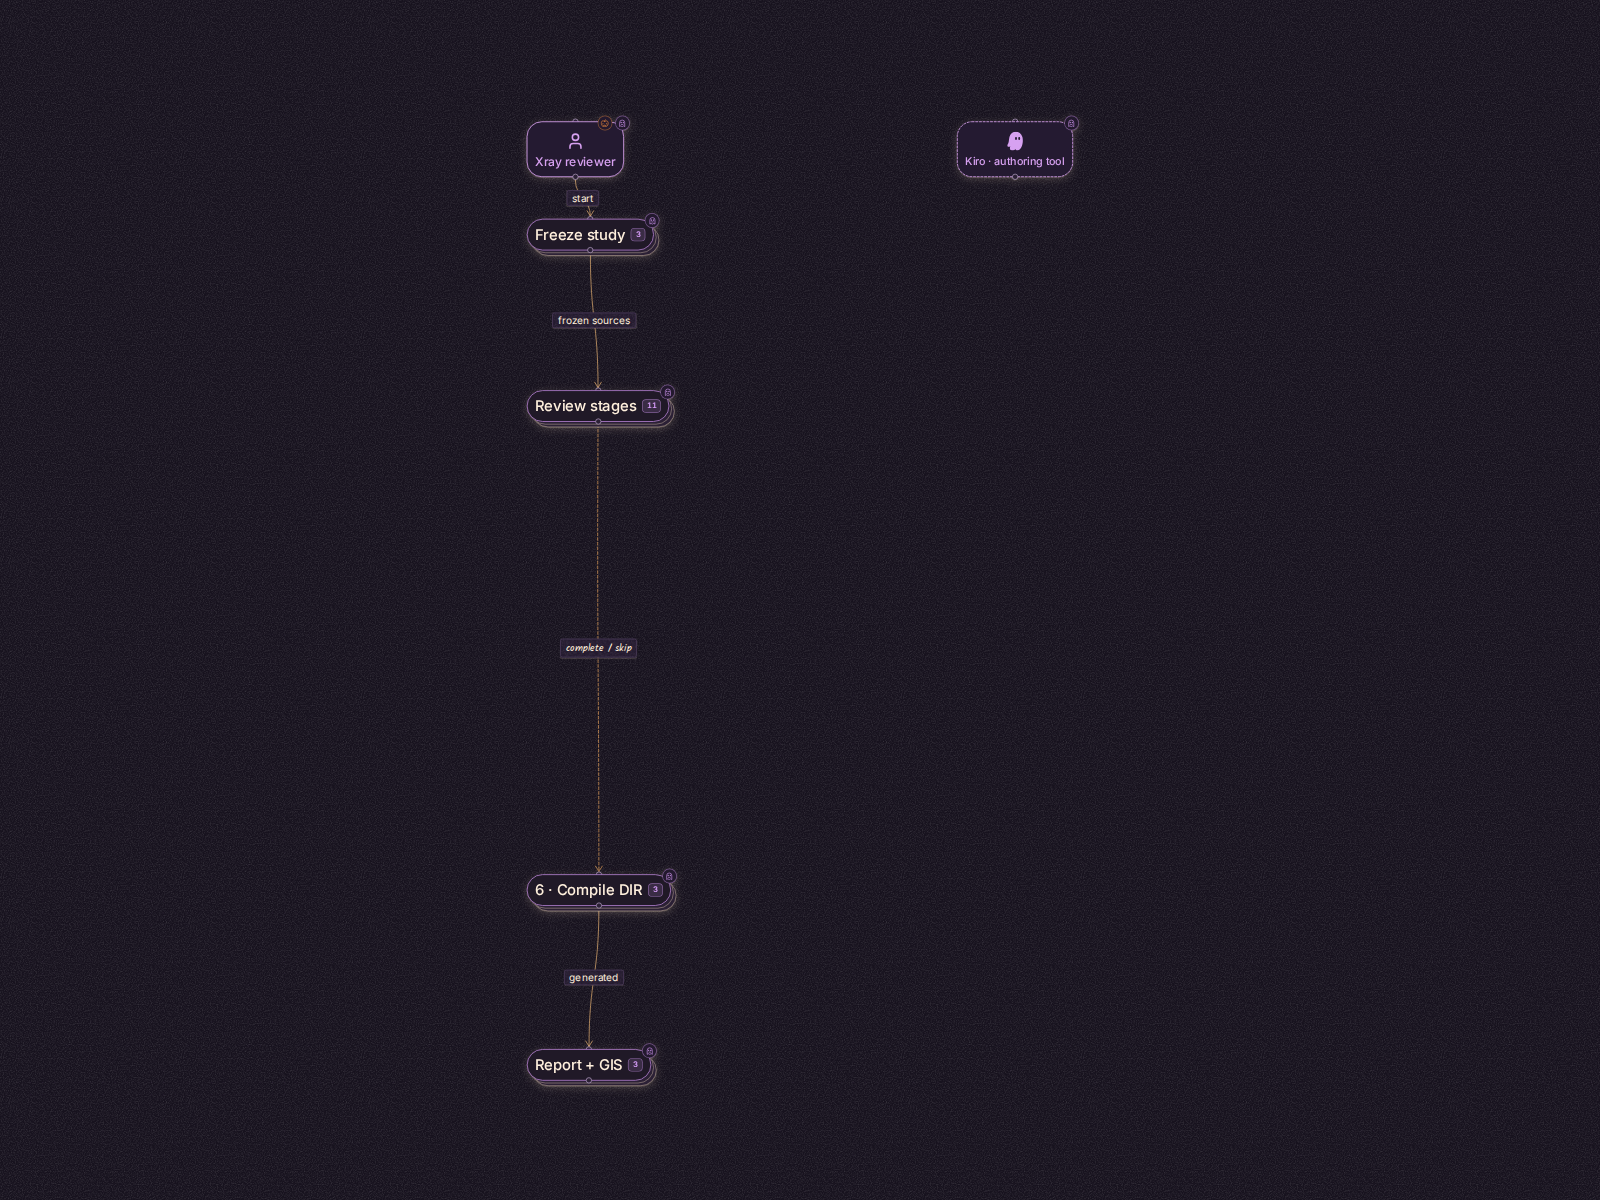 Xray reviewer
Kiro · authoring tool
start
Freeze study 3
frozen sources
Review stages 11
complete / skip
6 · Compile DIR 3
generated
Report + GIS 3